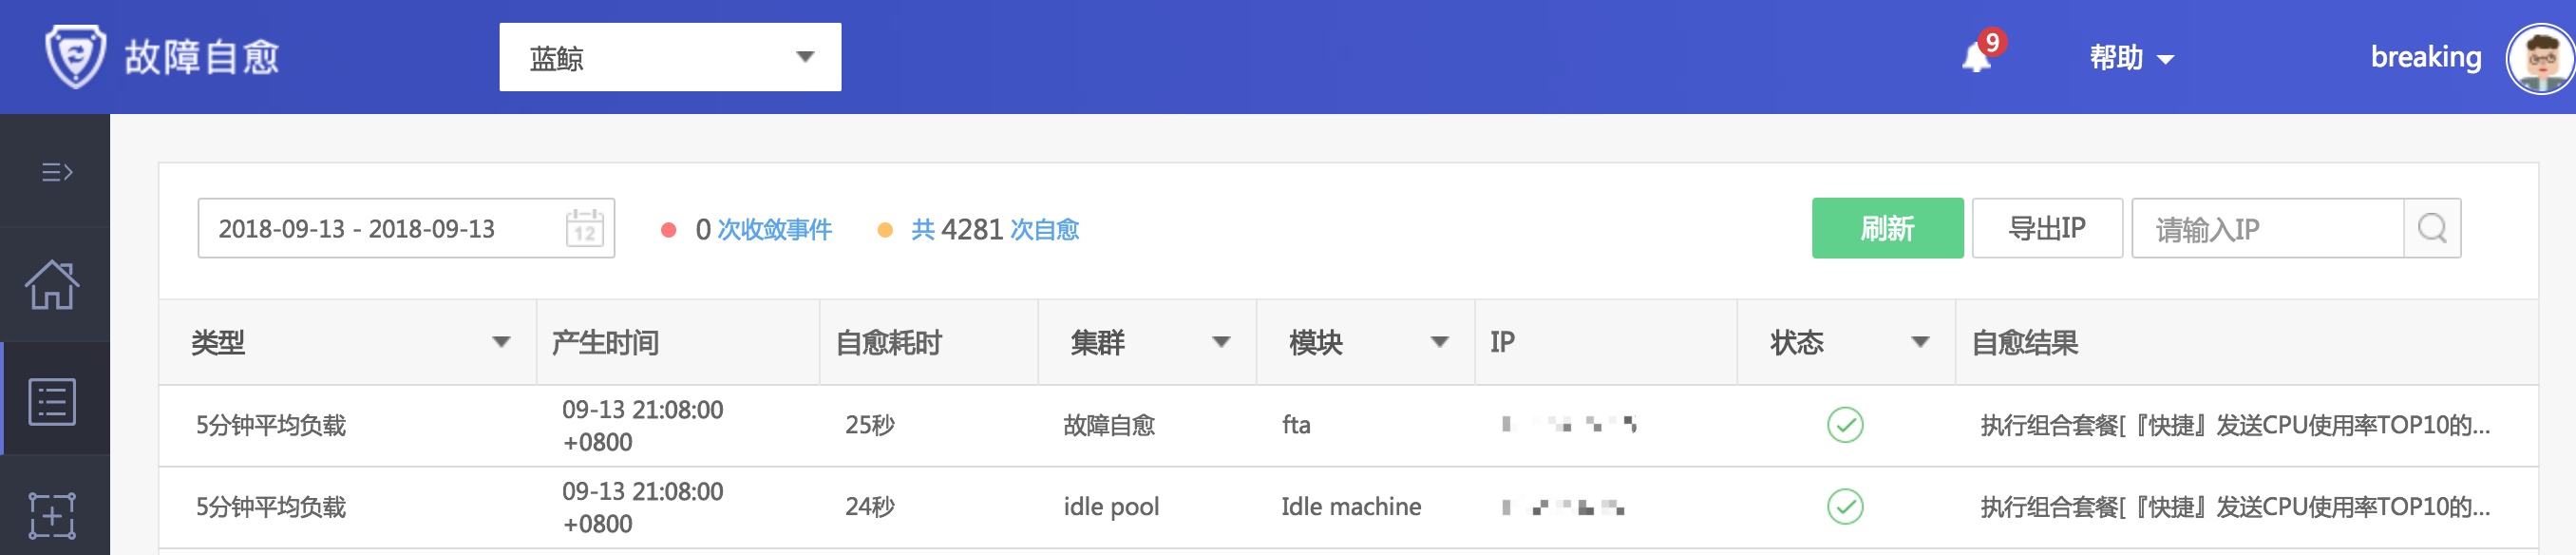 故障自愈
蓝鲸
9
帮助
breaking
2018-09-13 - 2018-09-13
12
0 次收敛事件
共 4281 次自愈
刷新
导出IP
请输入IP
类型
产生时间
自愈耗时
集群
模块
IP
状态
自愈结果
5分钟平均负载
09-13 21:08:00
+0800
25秒
故障自愈
fta
执行组合套餐[『快捷』发送CPU使用率TOP10的...
5分钟平均负载
09-13 21:08:00
+0800
24秒
idle pool
Idle machine
执行组合套餐[『快捷』发送CPU使用率TOP10的...